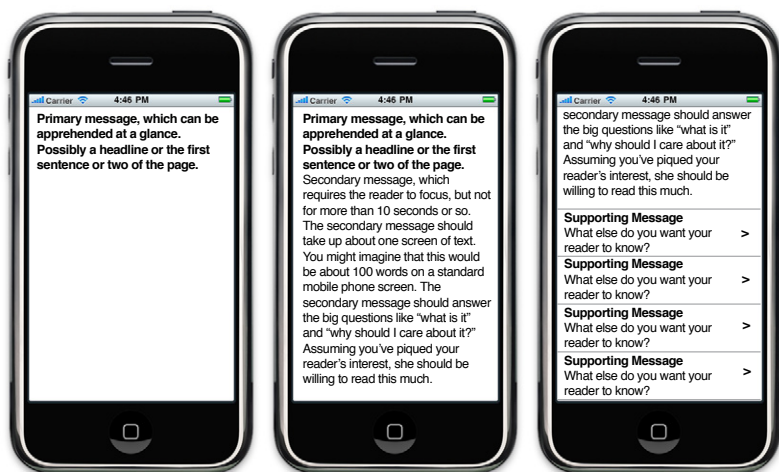 Carrier 4:46 PM
Primary message, which can be
apprehended at a glance.
Possibly a headline or the first
sentence or two of the page.
Carrier 4:46 PM
Primary message, which can be
apprehended at a glance.
Possibly a headline or the first
sentence or two of the page.
Secondary message, which
requires the reader to focus, but not
for more than 10 seconds or so.
The secondary message should
take up about one screen of text.
You might imagine that this would
be about 100 words on a standard
mobile phone screen. The
secondary message should answer
the big questions like “what is it”
and “why should I care about it?”
Assuming you’ve piqued your
reader’s interest, she should be
willing to read this much.
Carrier 4:46 PM
secondary message should answer
the big questions like “what is it”
and “why should I care about it?”
Assuming you’ve piqued your
reader’s interest, she should be
willing to read this much.
Supporting Message
What else do you want your >
reader to know?
Supporting Message
What else do you want your >
reader to know?
Supporting Message
What else do you want your >
reader to know?
Supporting Message
What else do you want your >
reader to know?